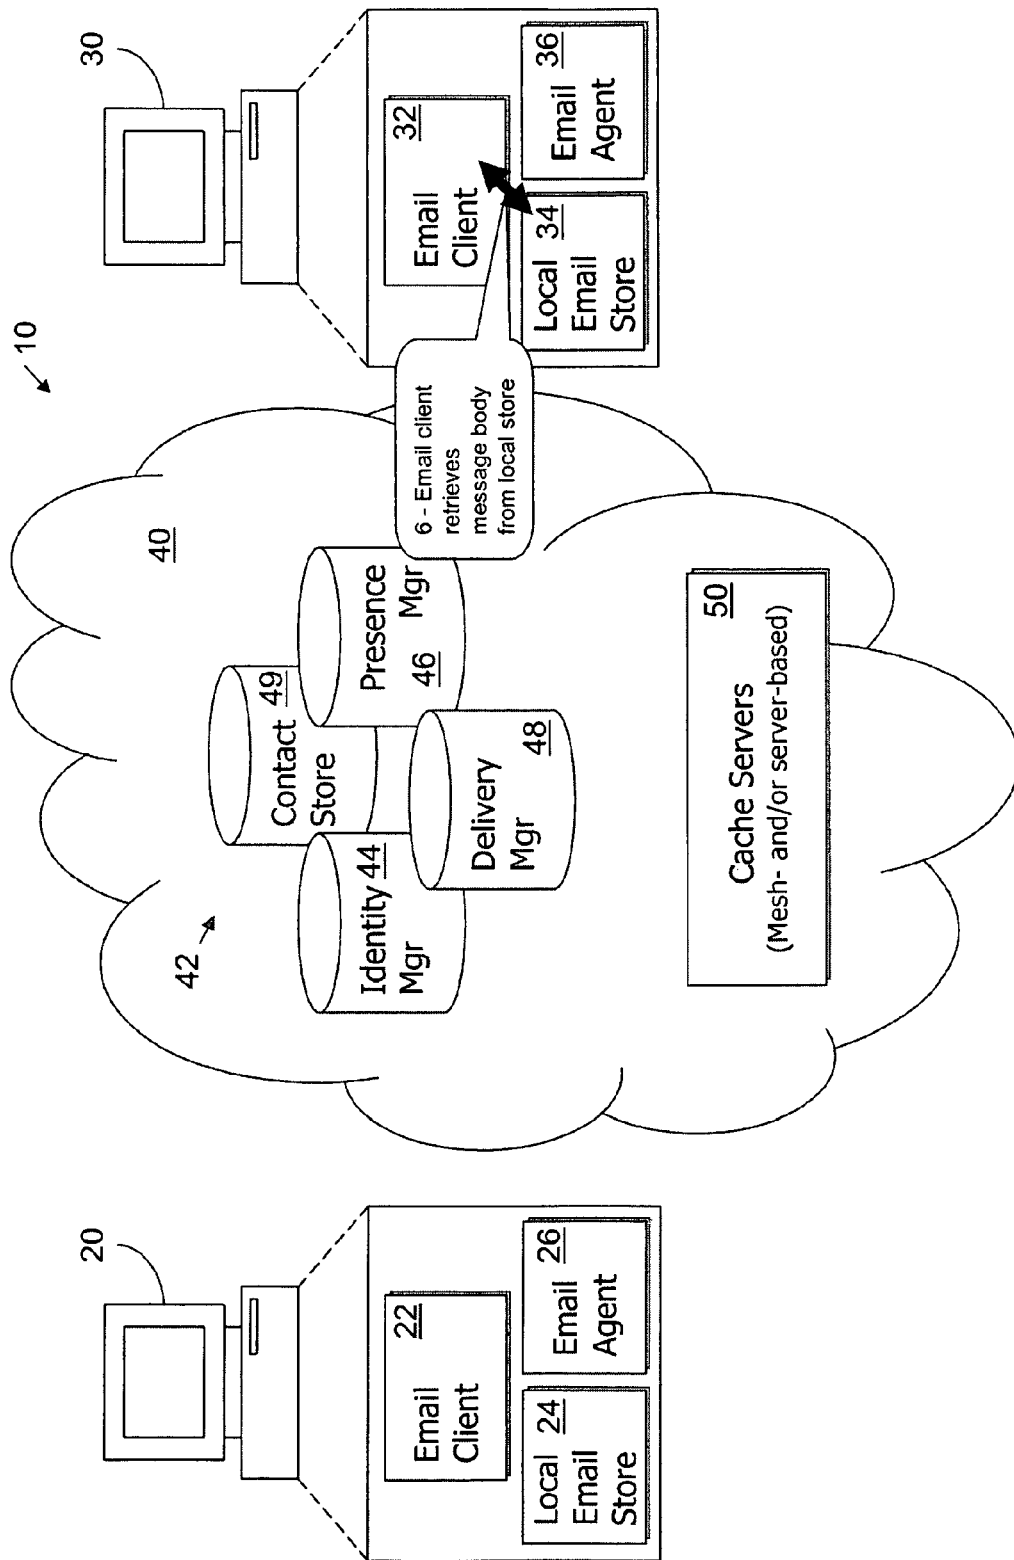 10
20
Email
Client
22
Local
Email
Store
24
Email
Agent
26
40
42
Contact
Store
49
Identity
Mgr
44
Presence
Mgr
46
Delivery
Mgr
48
Cache Servers
(Mesh- and/or server-based)
50
30
Email
Client
32
Local
Email
Store
34
Email
Agent
36
6 - Email client
retrieves
message body
from local store